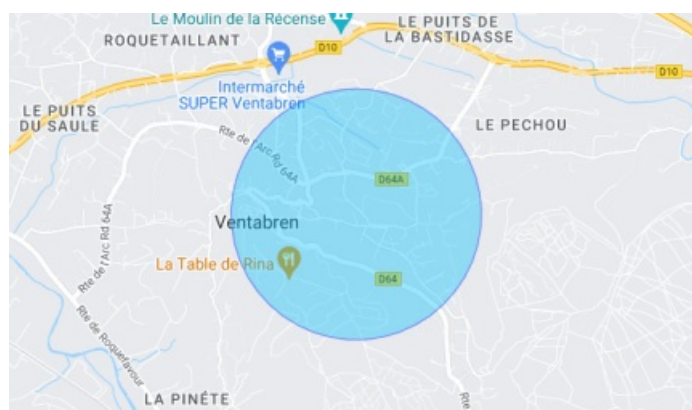 Le Moulin de la Récense
LE PUITS DE
LA BASTIDASSE
ROQUETAILLANT
D10
D10
Intermarché
SUPER Ventabren
LE PUITS
DU SAULE
LE PECHOU
Rte de l'Arc Rd 64A
D64A
Ventabren
Rte de l'Arc Rd 64A
La Table de Rina
D64
Rte de Roquefavour
Rte
LA PINÊTE